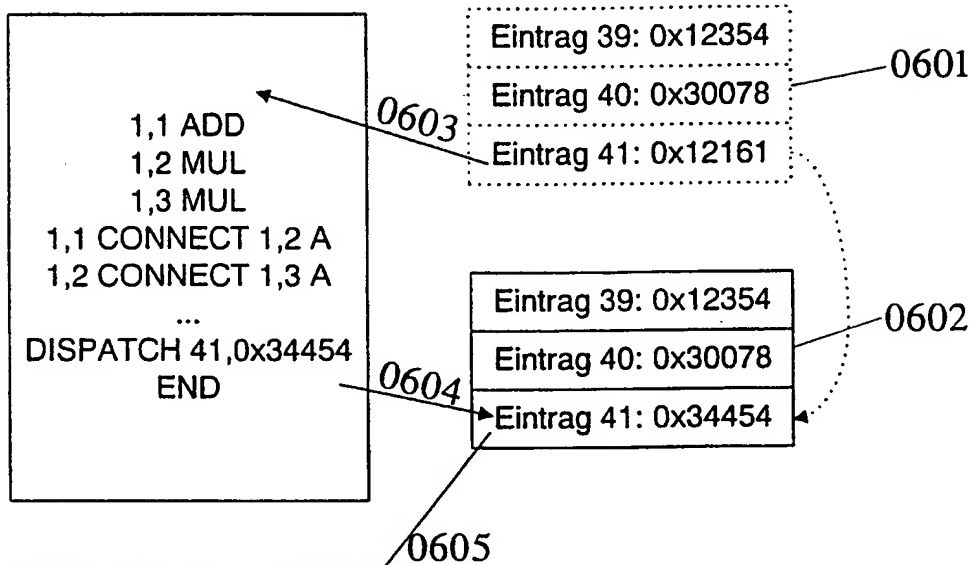 Eintrag 39: 0x12354
0601
Eintrag 40: 0x30078
0603
Eintrag 41: 0x12161
1,1 ADD
1,2 MUL
1,3 MUL
1,1 CONNECT 1,2 A
1,2 CONNECT 1,3 A
...
DISPATCH 41,0x34454
END
Eintrag 39: 0x12354
0602
Eintrag 40: 0x30078
0604
Eintrag 41: 0x34454
0605